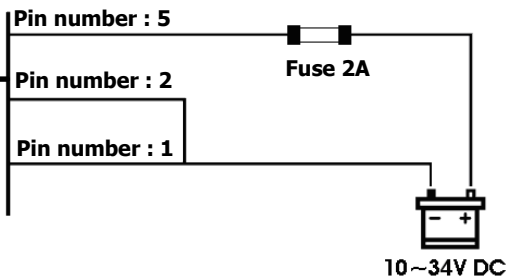 Pin number : 5
Fuse 2A
Pin number : 2
Pin number : 1
- +
10~34V DC